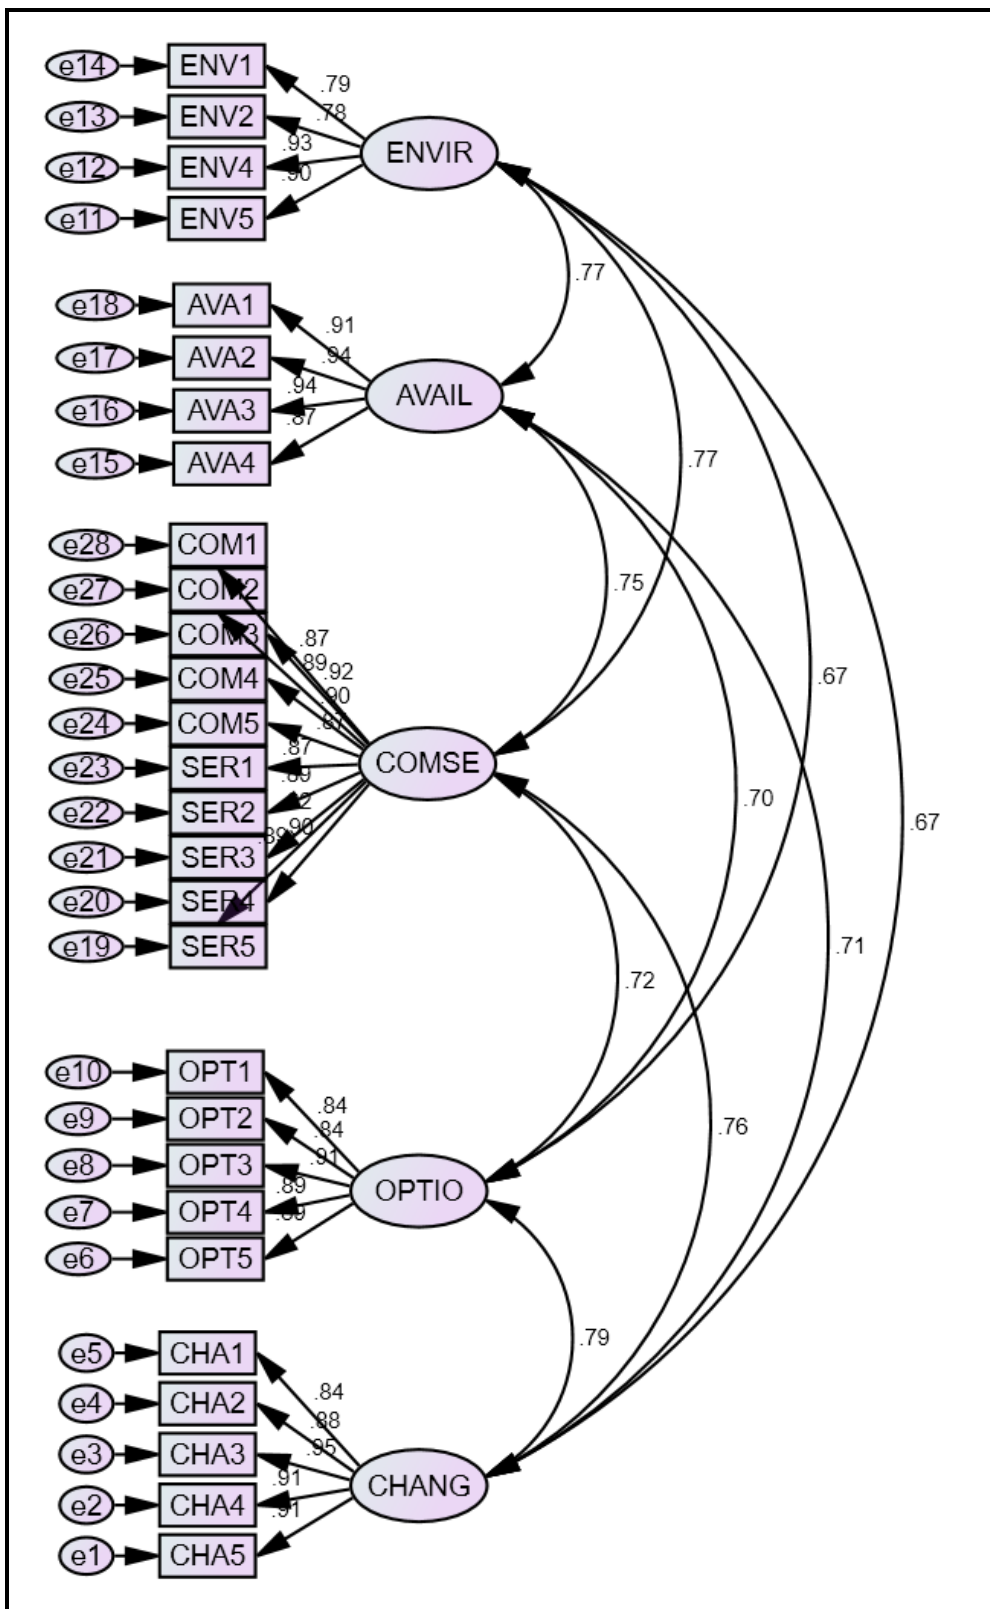 e14 ENV1
.79
e13 ENV2
.78
e12 ENV4
.93
ENVIR
e11 ENV5
.90
.77
e18 AVA1
.91
e17 AVA2
.94
e16 AVA3
.94
AVAIL
e15 AVA4
.87
.77
e28 COM1
e27 COM2
.75
e26 COM3
.87
.89
.92
e25 COM4
.90
.67
e24 COM5
.87
e23 SER1
.87
COMSE
.89
e22 SER2
.70
.67
e21 SER3
.90
.89
e20 SER4
e19 SER5
.71
.72
e10 OPT1
.84
e9 OPT2
.84
.76
e8 OPT3
.91
OPTIO
e7 OPT4
.89
.89
e6 OPT5
.79
e5 CHA1
.84
e4 CHA2
.88
e3 CHA3
.95
CHANG
e2 CHA4
.91
.91
e1 CHA5